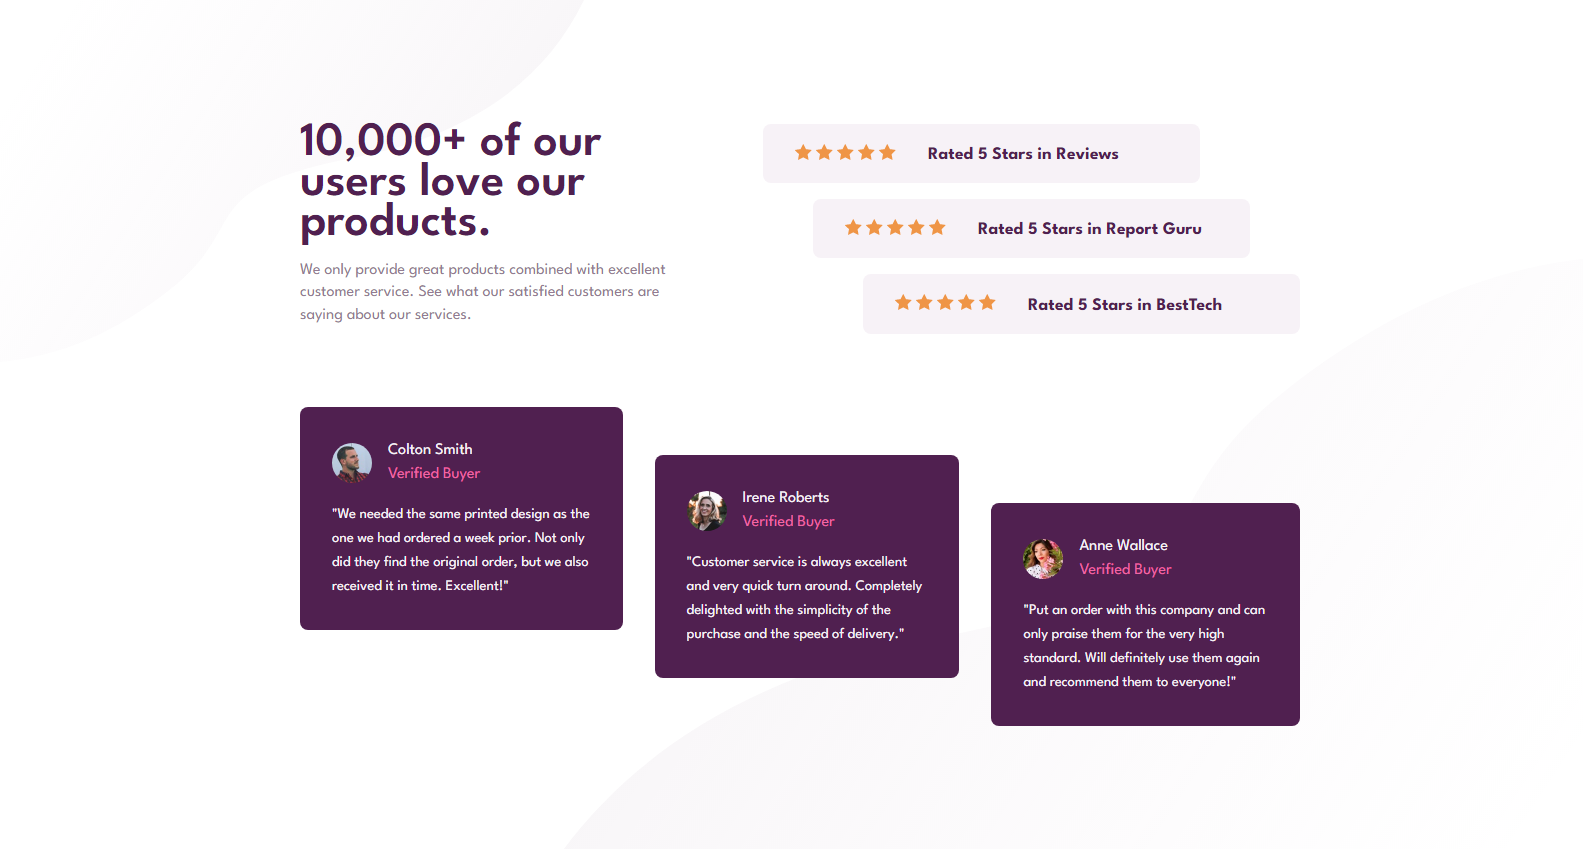 10,000+ of our
users love our
products.
We only provide great products combined with excellent
customer service. See what our satisfied customers are
saying about our services.
Rated 5 Stars in Reviews
Rated 5 Stars in Report Guru
Rated 5 Stars in BestTech
Colton Smith
Verified Buyer
"We needed the same printed design as the
one we had ordered a week prior. Not only
did they find the original order, but we also
received it in time. Excellent!"
Irene Roberts
Verified Buyer
"Customer service is always excellent
and very quick turn around. Completely
delighted with the simplicity of the
purchase and the speed of delivery."
Anne Wallace
Verified Buyer
"Put an order with this company and can
only praise them for the very high
standard. Will definitely use them again
and recommend them to everyone!"